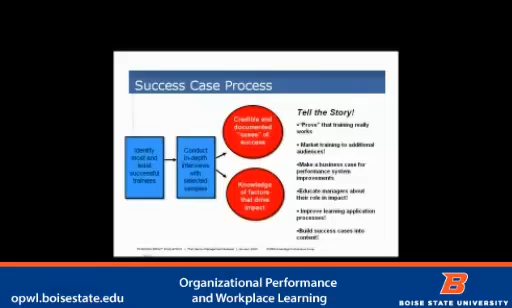 Success Case Process
Identify
most and
least
successful
trainees
Conduct
in-depth
interviews
with
selected
samples
Credible and
documented
"cases" of
success
Knowledge
of factors
that drive
impact
Tell the Story!
•"Prove" that training really
works
• Market training to additional
audiences!
•Make a business case for
performance system
improvements
•Educate managers about
their role in impact!
• Improve learning application
processes!
•Build success cases into
content!
opwl.boisestate.edu
Organizational Performance
and Workplace Learning
B
BOISE STATE UNIVERSITY